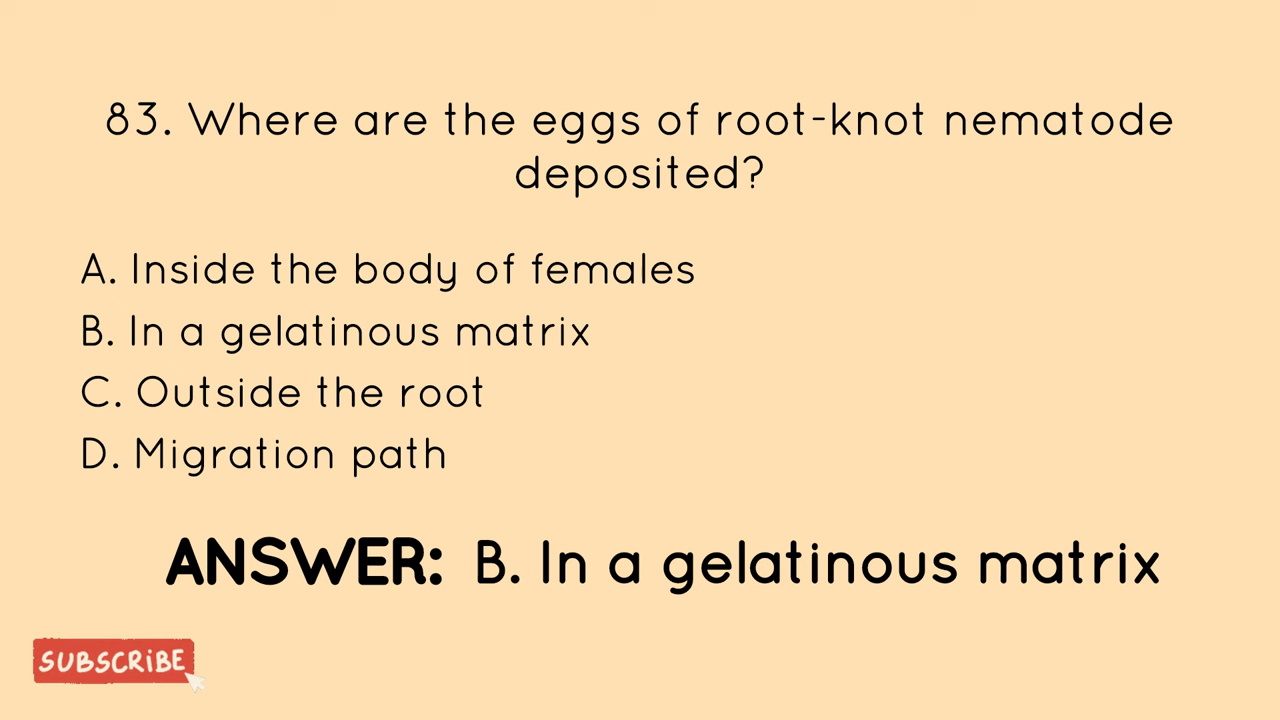 83. Where are the eggs of root-knot nematode
deposited?
A. Inside the body of females
B. In a gelatinous matrix
C. Outside the root
D. Migration path
ANSWER: B. In a gelatinous matrix
SUBSCRiBE